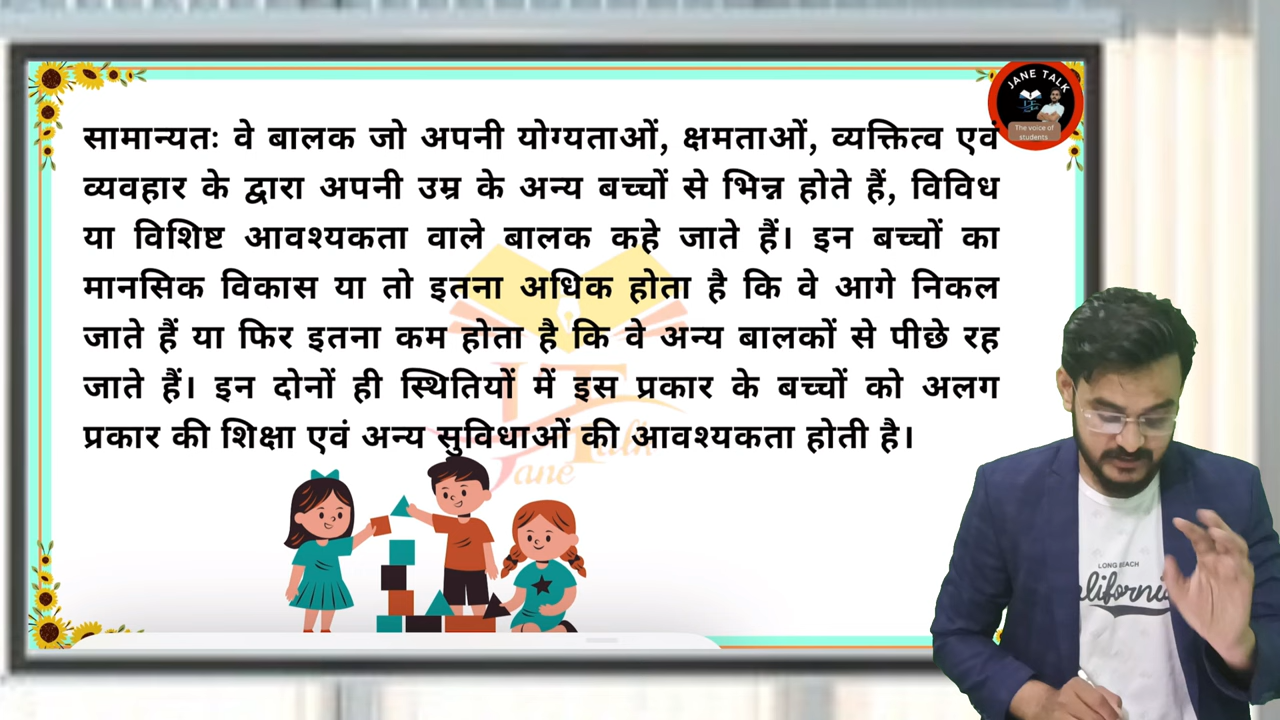 सामान्यतः वे बालक जो अपनी योग्यताओं, क्षमताओं, व्यक्तित्व एवं
व्यवहार के द्वारा अपनी उम्र के अन्य बच्चों से भिन्न होते हैं, विविध
या विशिष्ट आवश्यकता वाले बालक कहे जाते हैं। इन बच्चों का
मानसिक विकास या तो इतना अधिक होता है कि वे आगे निकल
जाते हैं या फिर इतना कम होता है कि वे अन्य बालकों से पीछे रह
जाते हैं। इन दोनों ही स्थितियों में इस प्रकार के बच्चों को अलग
प्रकार की शिक्षा एवं अन्य सुविधाओं की आवश्यकता होती है।
JANE TALK
The voice of
students
Jane Talk
LONG BEACH